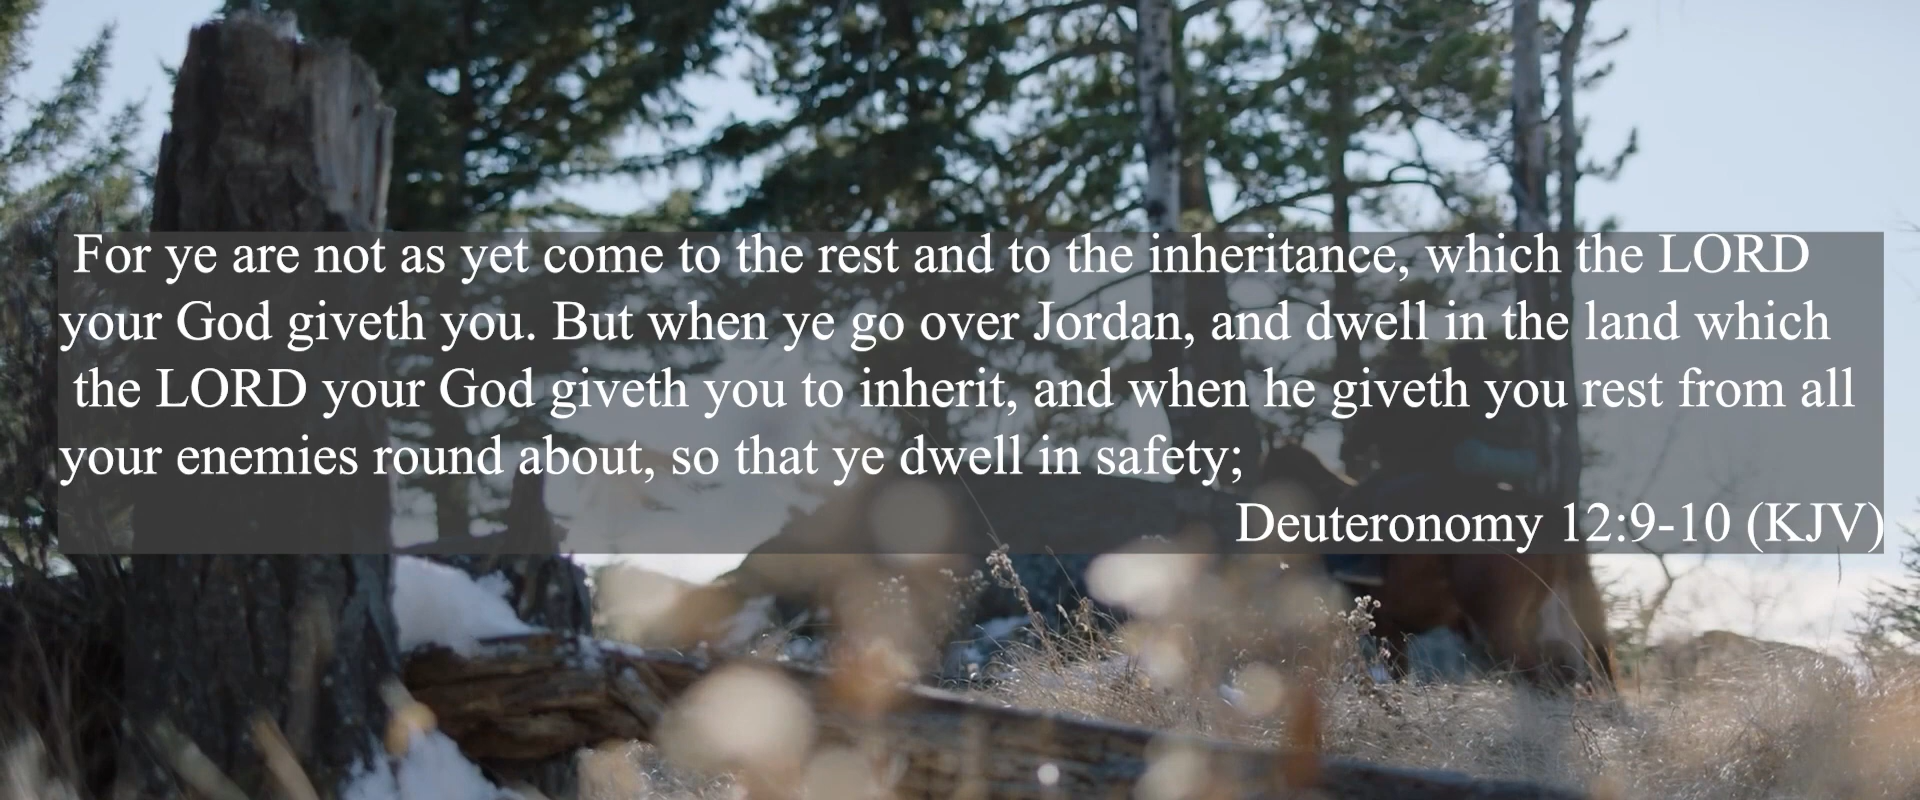 For ye are not as yet come to the rest and to the inheritance, which the LORD
your God giveth you. But when ye go over Jordan, and dwell in the land which
the LORD your God giveth you to inherit, and when he giveth you rest from all
your enemies round about, so that ye dwell in safety;
Deuteronomy 12:9-10 (KJV)